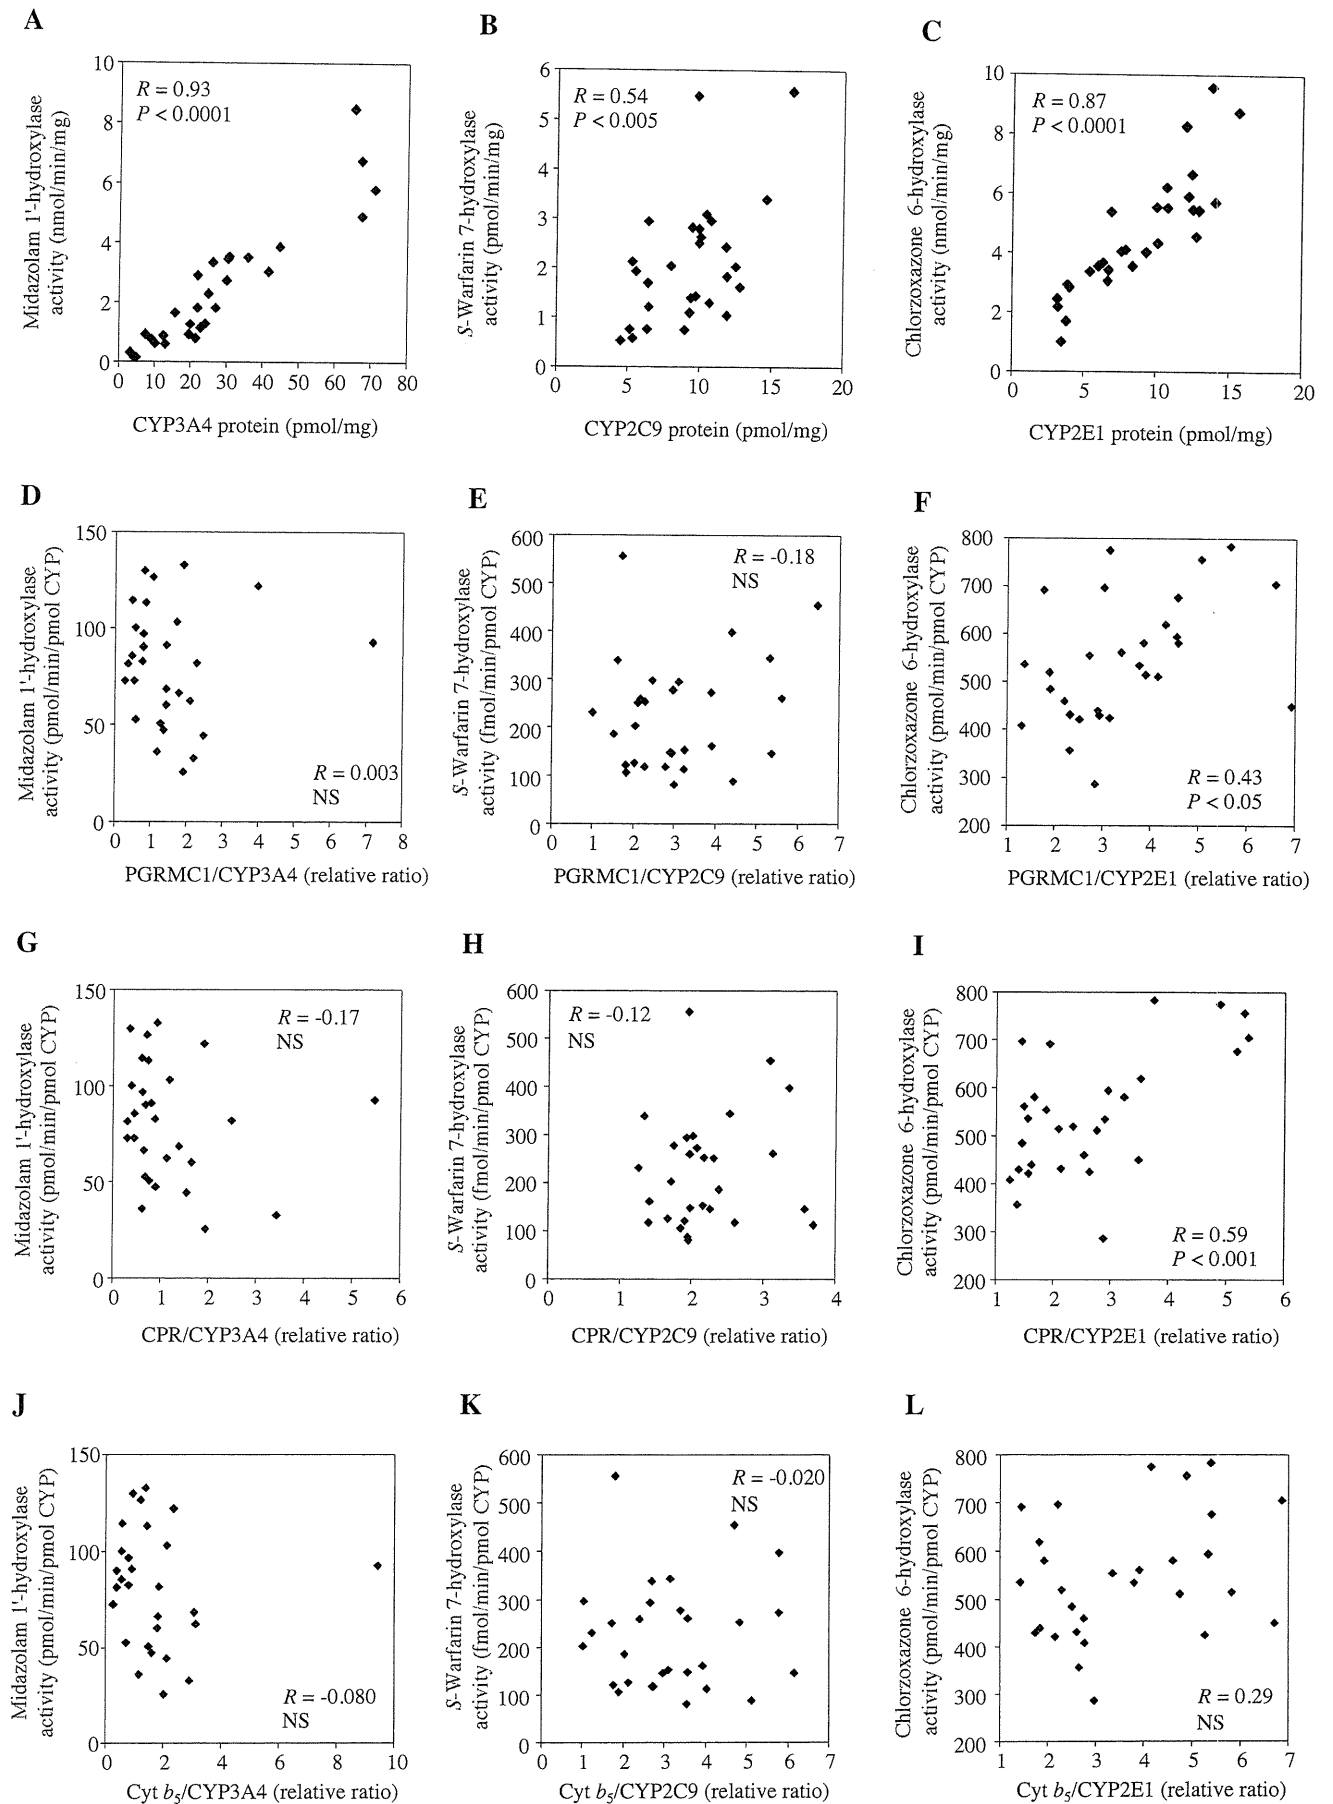 A
Midazolam 1'-hydroxylase
activity (nmol/min/mg)
10
8
6
4
2
0
R = 0.93
P < 0.0001
0 10 20 30 40 50 60 70 80
CYP3A4 protein (pmol/mg)
B
S-Warfarin 7-hydroxylase
activity (pmol/min/mg)
6
5
4
3
2
1
0
R = 0.54
P < 0.005
0 5 10 15 20
CYP2C9 protein (pmol/mg)
C
Chlorzoxazone 6-hydroxylase
activity (nmol/min/mg)
10
8
6
4
2
0
R = 0.87
P < 0.0001
0 5 10 15 20
CYP2E1 protein (pmol/mg)
D
Midazolam 1'-hydroxylase
activity (pmol/min/pmol CYP)
150
100
50
0
R = 0.003
NS
0 1 2 3 4 5 6 7 8
PGRMC1/CYP3A4 (relative ratio)
E
S-Warfarin 7-hydroxylase
activity (fmol/min/pmol CYP)
600
500
400
300
200
100
0
R = -0.18
NS
0 1 2 3 4 5 6 7
PGRMC1/CYP2C9 (relative ratio)
F
Chlorzoxazone 6-hydroxylase
activity (pmol/min/pmol CYP)
800
700
600
500
400
300
200
R = 0.43
P < 0.05
1 2 3 4 5 6 7
PGRMC1/CYP2E1 (relative ratio)
G
Midazolam 1'-hydroxylase
activity (pmol/min/pmol CYP)
150
100
50
0
R = -0.17
NS
0 1 2 3 4 5 6
CPR/CYP3A4 (relative ratio)
H
S-Warfarin 7-hydroxylase
activity (fmol/min/pmol CYP)
600
500
400
300
200
100
0
R = -0.12
NS
0 1 2 3 4
CPR/CYP2C9 (relative ratio)
I
Chlorzoxazone 6-hydroxylase
activity (pmol/min/pmol CYP)
800
700
600
500
400
300
200
R = 0.59
P < 0.001
1 2 3 4 5 6
CPR/CYP2E1 (relative ratio)
J
Midazolam 1'-hydroxylase
activity (pmol/min/pmol CYP)
150
100
50
0
R = -0.080
NS
0 2 4 6 8 10
Cyt b₅/CYP3A4 (relative ratio)
K
S-Warfarin 7-hydroxylase
activity (fmol/min/pmol CYP)
600
500
400
300
200
100
0
R = -0.020
NS
0 1 2 3 4 5 6 7
Cyt b₅/CYP2C9 (relative ratio)
L
Chlorzoxazone 6-hydroxylase
activity (pmol/min/pmol CYP)
800
700
600
500
400
300
200
R = 0.29
NS
1 2 3 4 5 6 7
Cyt b₅/CYP2E1 (relative ratio)